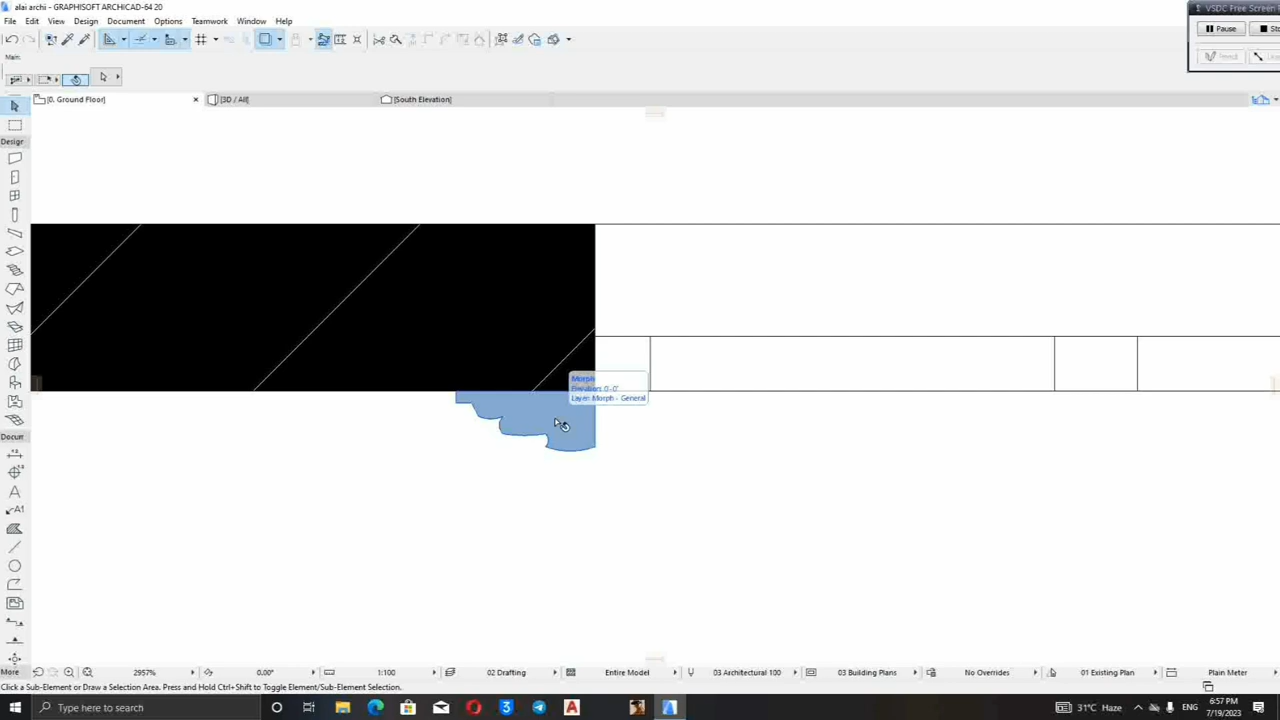 alai archi - GRAPHISOFT ARCHICAD-64 20
VSDC Free Screen
File Edit View Design Document Options Teamwork Window Help
Pause
Main:
[0. Ground Floor]
[3D / All]
[South Elevation]
Design
Morph
Elevation: 0'-0"
Layer: Morph - General
Docum
A
A1
More
2957%
0.00°
1:100
02 Drafting
Entire Model
03 Architectural 100
03 Building Plans
No Overrides
01 Existing Plan
Plain Meter
Click a Sub-Element or Draw a Selection Area. Press and Hold Ctrl+Shift to Toggle Element/Sub-Element Selection.
Type here to search
31°C Haze
ENG
6:57 PM
7/19/2023